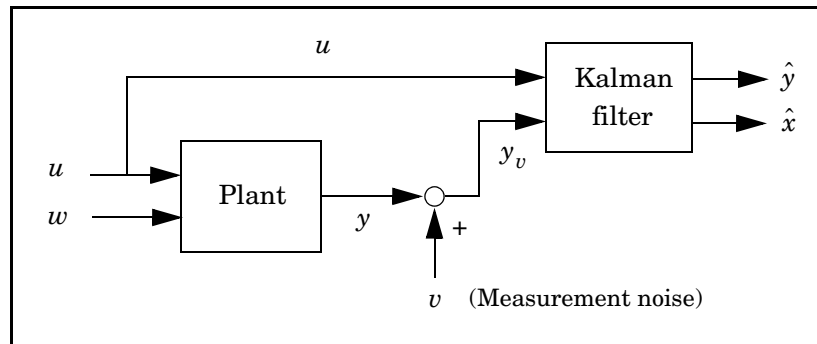 u
Kalman
filter
ŷ
x̂
y_v
u
w
Plant
y
+
v (Measurement noise)